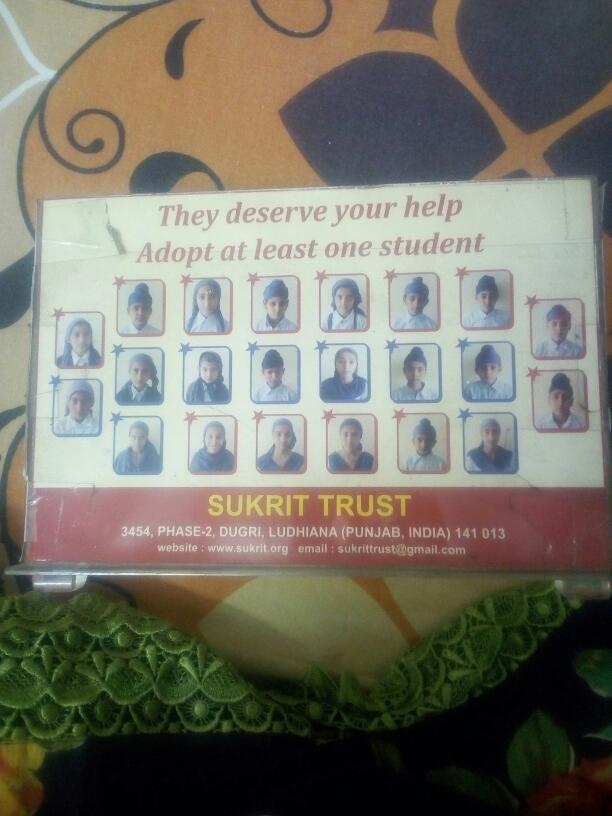 They deserve your help
Adopt at least one student
SUKRIT TRUST
3454, PHASE-2, DUGRI, LUDHIANA (PUNJAB, INDIA) 141 013
website : www.sukrit.org email : sukrittrust@gmail.com